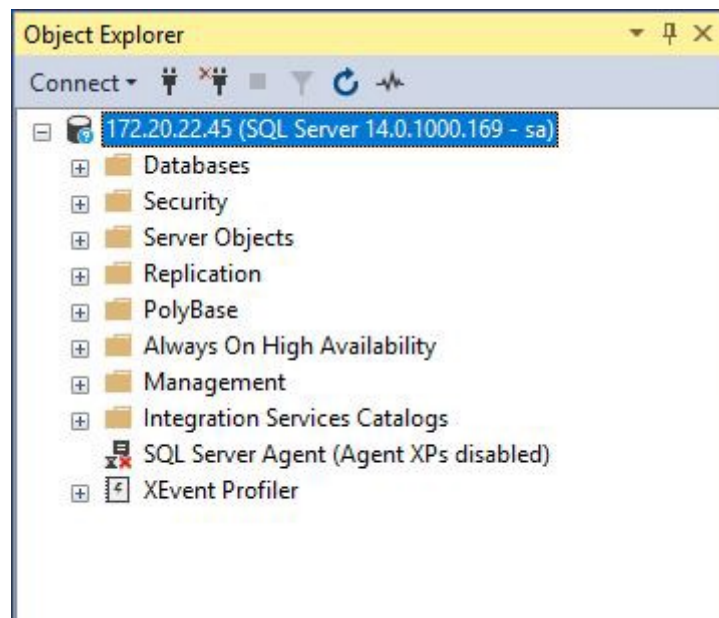 Object Explorer
Connect
172.20.22.45 (SQL Server 14.0.1000.169 - sa)
Databases
Security
Server Objects
Replication
PolyBase
Always On High Availability
Management
Integration Services Catalogs
SQL Server Agent (Agent XPs disabled)
XEvent Profiler